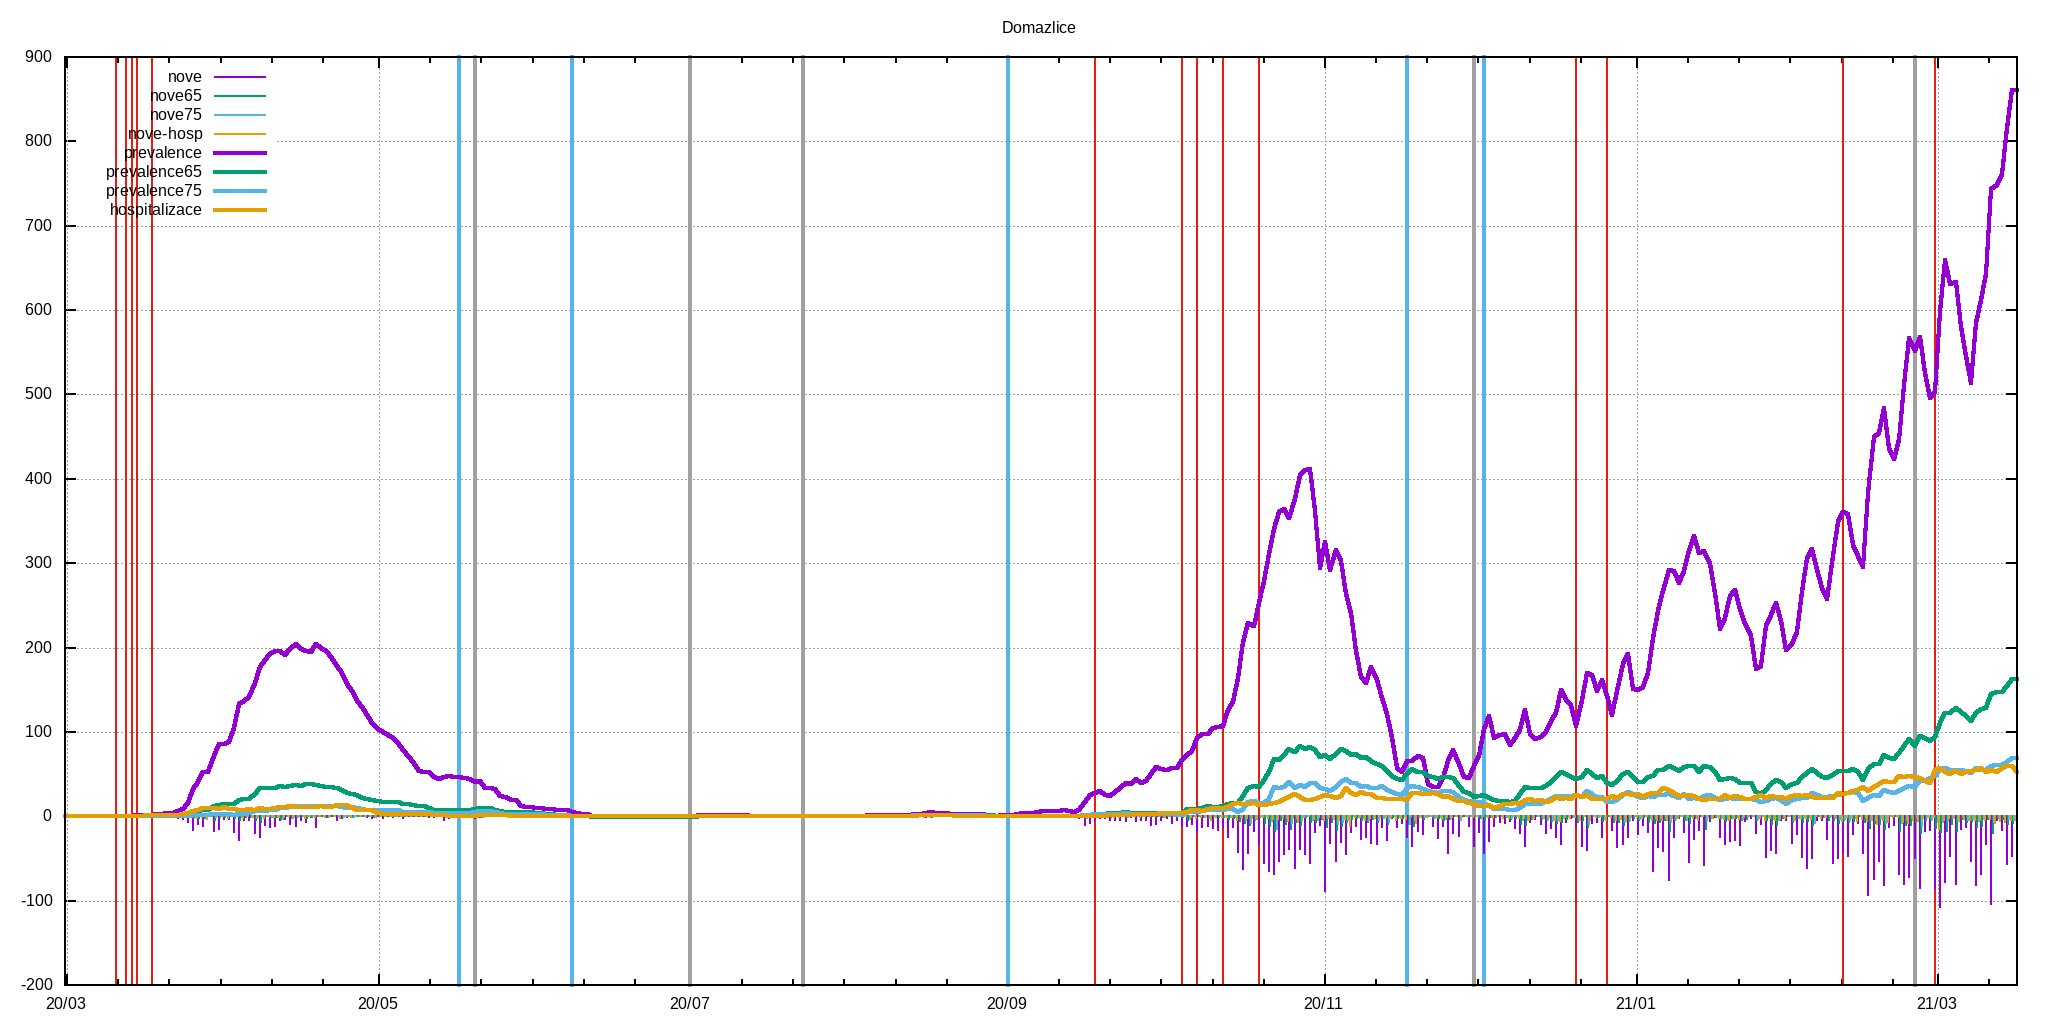 Domazlice
900
800
700
600
500
400
300
200
100
0
-100
-200
nove
nove65
nove75
nove-hosp
prevalence
prevalence65
prevalence75
hospitalizace
20/03 20/05 20/07 20/09 20/11 21/01 21/03